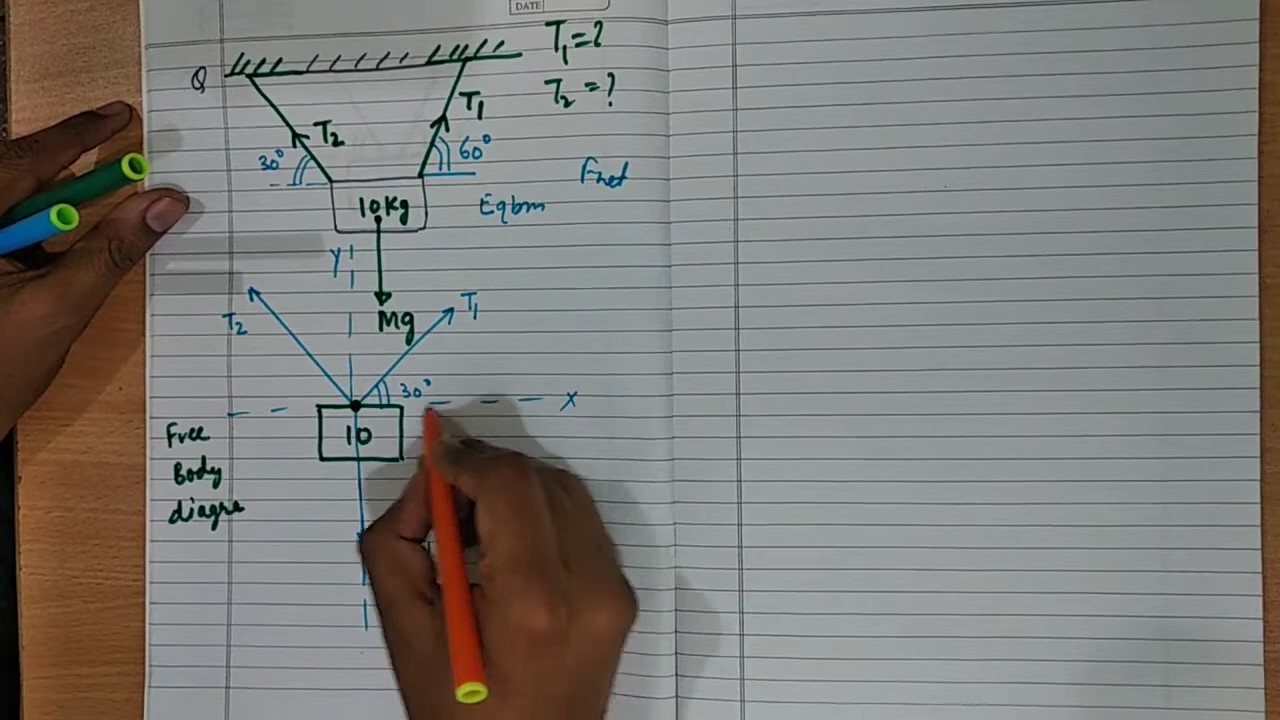 DATE
T₁=?
Q
T₂=?
T₁
T₂
30°
60°
Fnet
10Kg
Eqbm
Y
Mg
T₁
T₂
30°
X
Free
Body
diagra
10